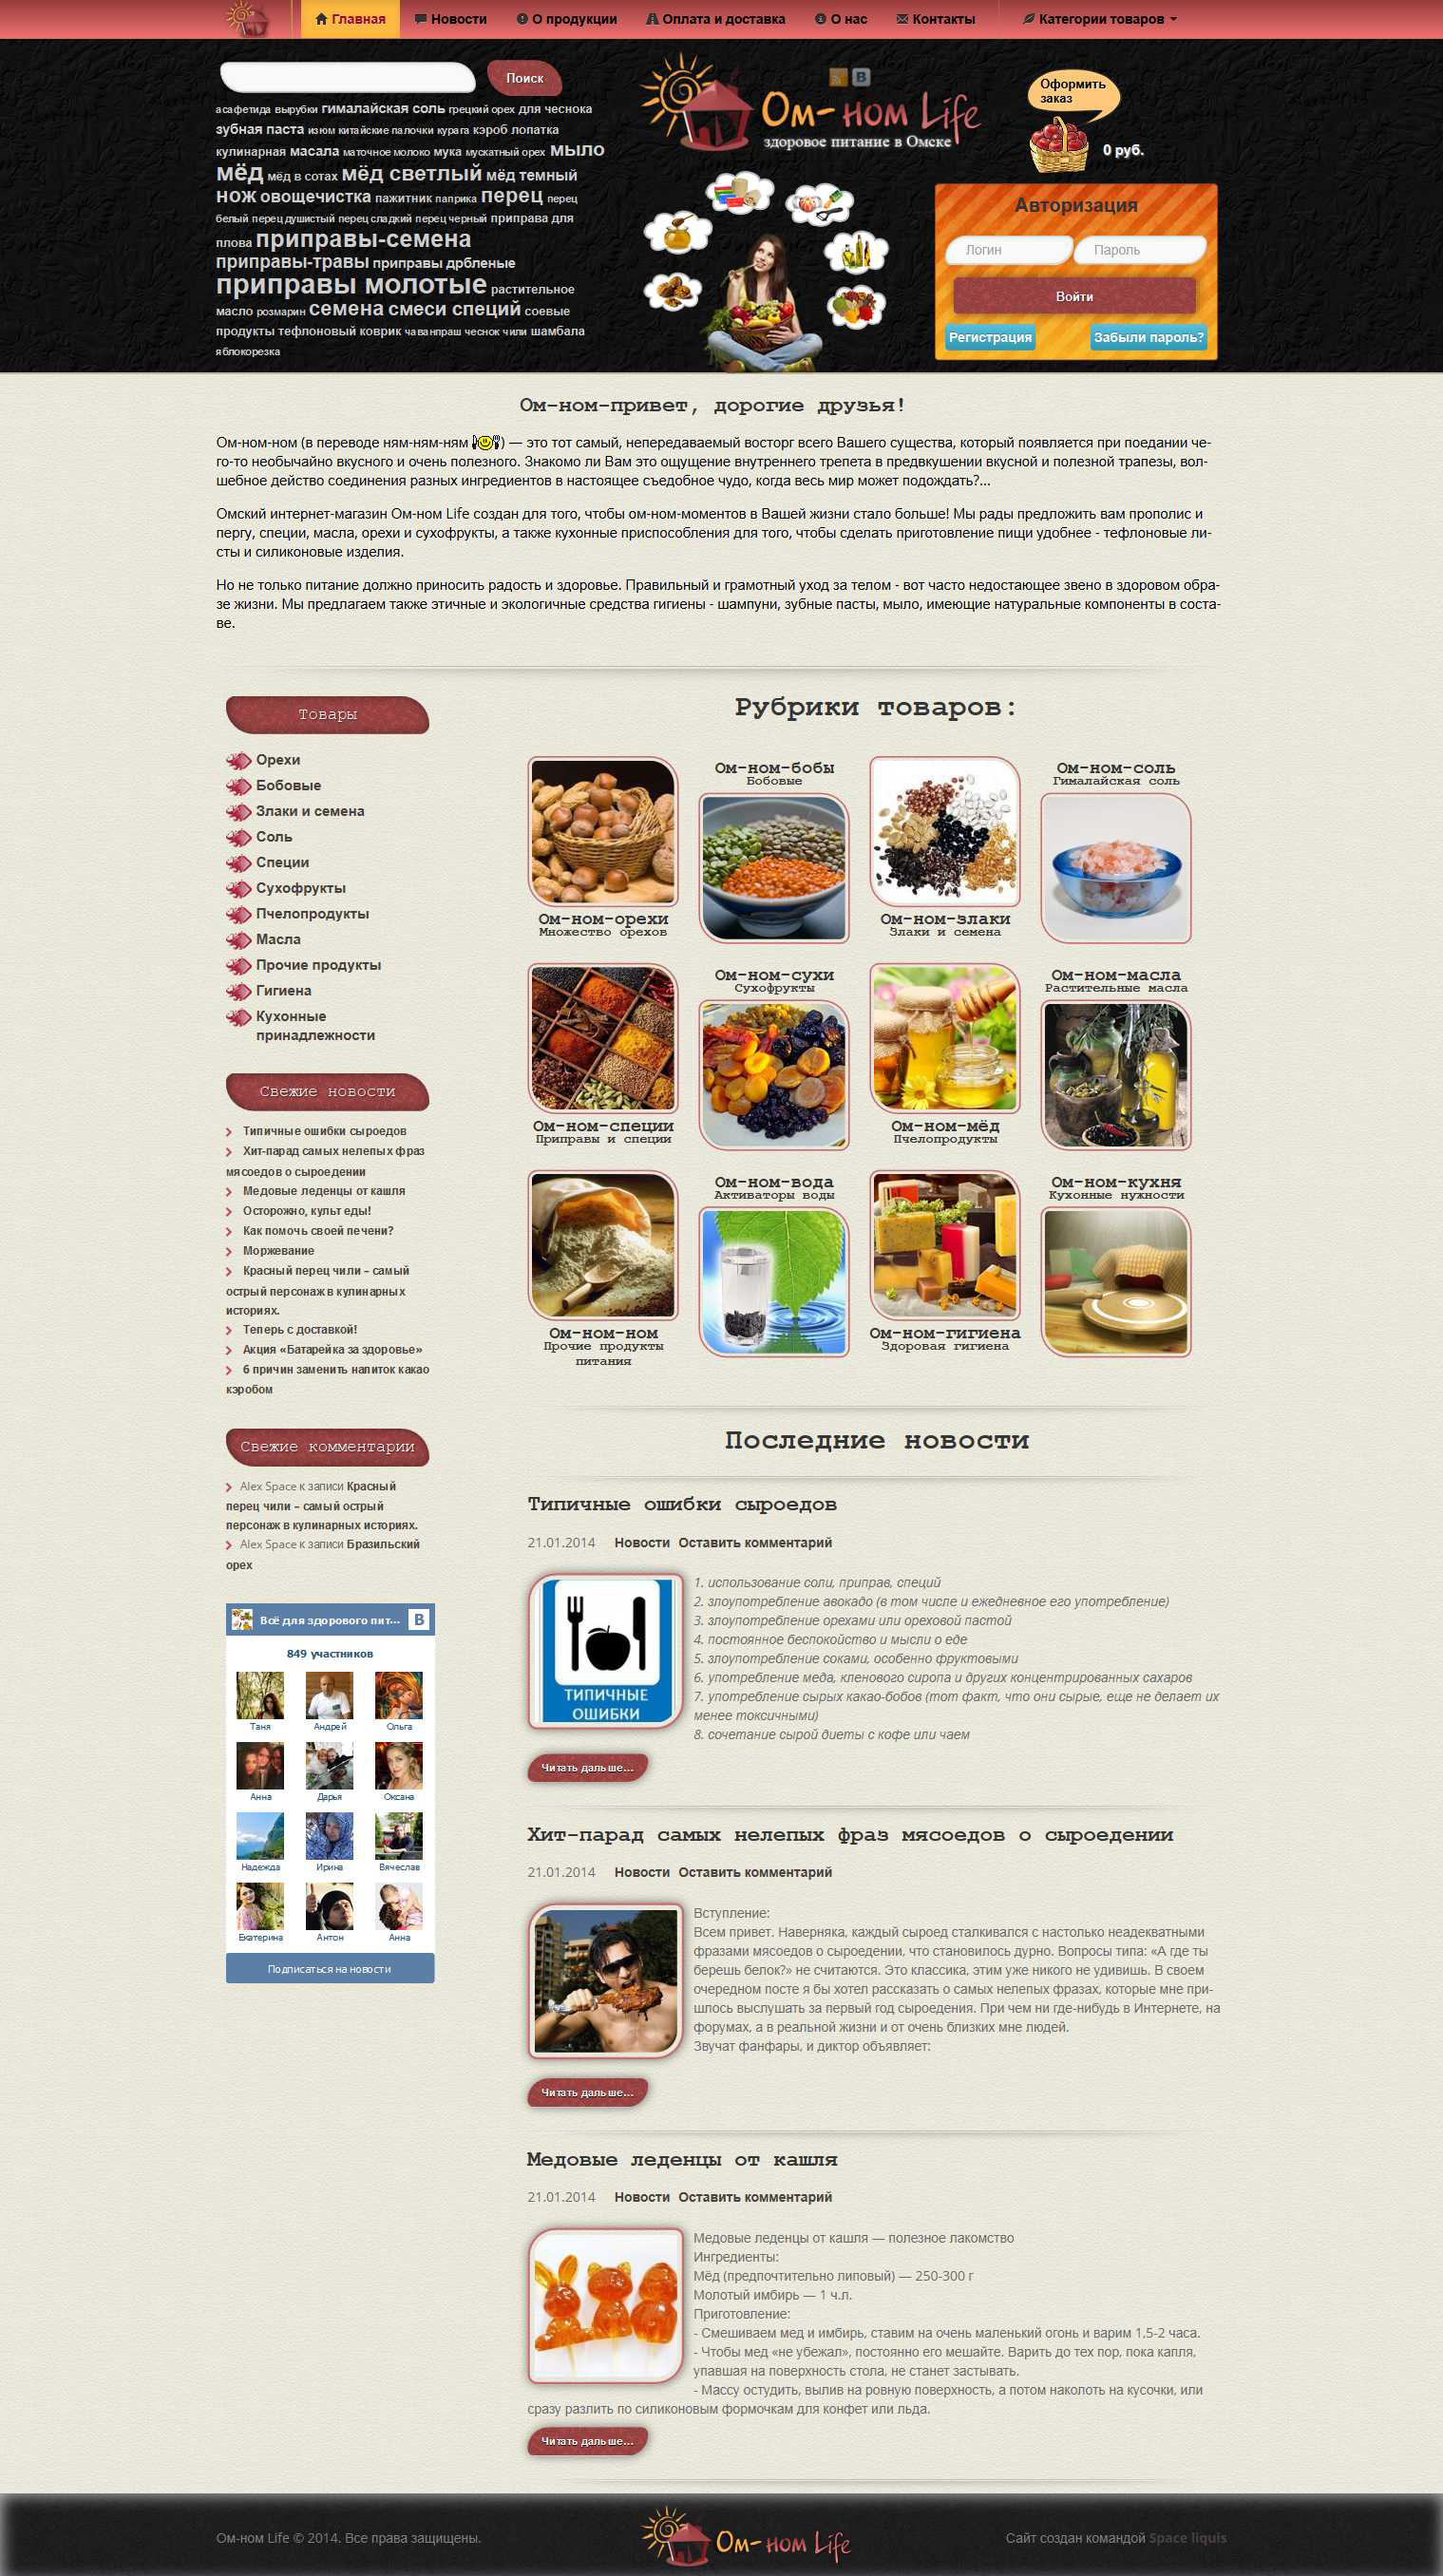 Главная Новости О продукции Оплата и доставка О нас Контакты Категории товаров
Поиск
асафетида вырубки гималайская соль грецкий орех для чеснока
зубная паста изюм китайские палочки курага кэроб лопатка
кулинарная масала маточное молоко мука мускатный орех мыло
мёд мёд в сотах мёд светлый мёд темный
нож овощечистка пажитник паприка перец перец
белый перец душистый перец сладкий перец черный приправа для
плова приправы-семена
приправы-травы приправы дрбленые
приправы молотые растительное
масло розмарин семена смеси специй соевые
продукты тефлоновый коврик чаванпраш чеснок чили шамбала
яблокорезка
Ом-ном Life
здоровое питание в Омске
В
Оформить
заказ
0 руб.
Авторизация
Логин Пароль
Войти
Регистрация Забыли пароль?
Ом-ном-привет, дорогие друзья!
Ом-ном-ном (в переводе ням-ням-ням ) — это тот самый, непередаваемый восторг всего Вашего существа, который появляется при поедании че-
го-то необычайно вкусного и очень полезного. Знакомо ли Вам это ощущение внутреннего трепета в предвкушении вкусной и полезной трапезы, вол-
шебное действо соединения разных ингредиентов в настоящее съедобное чудо, когда весь мир может подождать?...
Омский интернет-магазин Ом-ном Life создан для того, чтобы ом-ном-моментов в Вашей жизни стало больше! Мы рады предложить вам прополис и
пергу, специи, масла, орехи и сухофрукты, а также кухонные приспособления для того, чтобы сделать приготовление пищи удобнее - тефлоновые ли-
сты и силиконовые изделия.
Но не только питание должно приносить радость и здоровье. Правильный и грамотный уход за телом - вот часто недостающее звено в здоровом обра-
зе жизни. Мы предлагаем также этичные и экологичные средства гигиены - шампуни, зубные пасты, мыло, имеющие натуральные компоненты в соста-
ве.
Товары
Орехи
Бобовые
Злаки и семена
Соль
Специи
Сухофрукты
Пчелопродукты
Масла
Прочие продукты
Гигиена
Кухонные
принадлежности
Свежие новости
Типичные ошибки сыроедов
Хит-парад самых нелепых фраз
мясоедов о сыроедении
Медовые леденцы от кашля
Осторожно, культ еды!
Как помочь своей печени?
Моржевание
Красный перец чили – самый
острый персонаж в кулинарных
историях.
Теперь с доставкой!
Акция «Батарейка за здоровье»
6 причин заменить напиток какао
кэробом
Свежие комментарии
Alex Space к записи Красный
перец чили – самый острый
персонаж в кулинарных историях.
Alex Space к записи Бразильский
орех
Всё для здорового пит... В
849 участников
Таня Андрей Ольга
Анна Дарья Оксана
Надежда Ирина Вячеслав
Екатерина Антон Анна
Подписаться на новости
Рубрики товаров:
Ом-ном-бобы
Бобовые
Ом-ном-соль
Гималайская соль
Ом-ном-орехи
Множество орехов
Ом-ном-злаки
Злаки и семена
Ом-ном-сухи
Сухофрукты
Ом-ном-масла
Растительные масла
Ом-ном-специи
Приправы и специи
Ом-ном-мёд
Пчелопродукты
Ом-ном-вода
Активаторы воды
Ом-ном-кухня
Кухонные нужности
Ом-ном-ном
Прочие продукты
питания
Ом-ном-гигиена
Здоровая гигиена
Последние новости
Типичные ошибки сыроедов
21.01.2014 Новости Оставить комментарий
ТИПИЧНЫЕ
ОШИБКИ
1. использование соли, приправ, специй
2. злоупотребление авокадо (в том числе и ежедневное его употребление)
3. злоупотребление орехами или ореховой пастой
4. постоянное беспокойство и мысли о еде
5. злоупотребление соками, особенно фруктовыми
6. употребление меда, кленового сиропа и других концентрированных сахаров
7. употребление сырых какао-бобов (тот факт, что они сырые, еще не делает их
менее токсичными)
8. сочетание сырой диеты с кофе или чаем
Читать дальше...
Хит-парад самых нелепых фраз мясоедов о сыроедении
21.01.2014 Новости Оставить комментарий
Вступление:
Всем привет. Наверняка, каждый сыроед сталкивался с настолько неадекватными
фразами мясоедов о сыроедении, что становилось дурно. Вопросы типа: «А где ты
берешь белок?» не считаются. Это классика, этим уже никого не удивишь. В своем
очередном посте я бы хотел рассказать о самых нелепых фразах, которые мне при-
шлось выслушать за первый год сыроедения. При чем ни где-нибудь в Интернете, на
форумах, а в реальной жизни и от очень близких мне людей.
Звучат фанфары, и диктор объявляет:
Читать дальше...
Медовые леденцы от кашля
21.01.2014 Новости Оставить комментарий
Медовые леденцы от кашля — полезное лакомство
Ингредиенты:
Мёд (предпочтительно липовый) — 250-300 г
Молотый имбирь — 1 ч.л.
Приготовление:
- Смешиваем мед и имбирь, ставим на очень маленький огонь и варим 1,5-2 часа.
- Чтобы мед «не убежал», постоянно его мешайте. Варить до тех пор, пока капля,
упавшая на поверхность стола, не станет застывать.
- Массу остудить, вылив на ровную поверхность, а потом наколоть на кусочки, или
сразу разлить по силиконовым формочкам для конфет или льда.
Читать дальше...
Ом-ном Life © 2014. Все права защищены.
Ом-ном Life
Сайт создан командой Space liquis